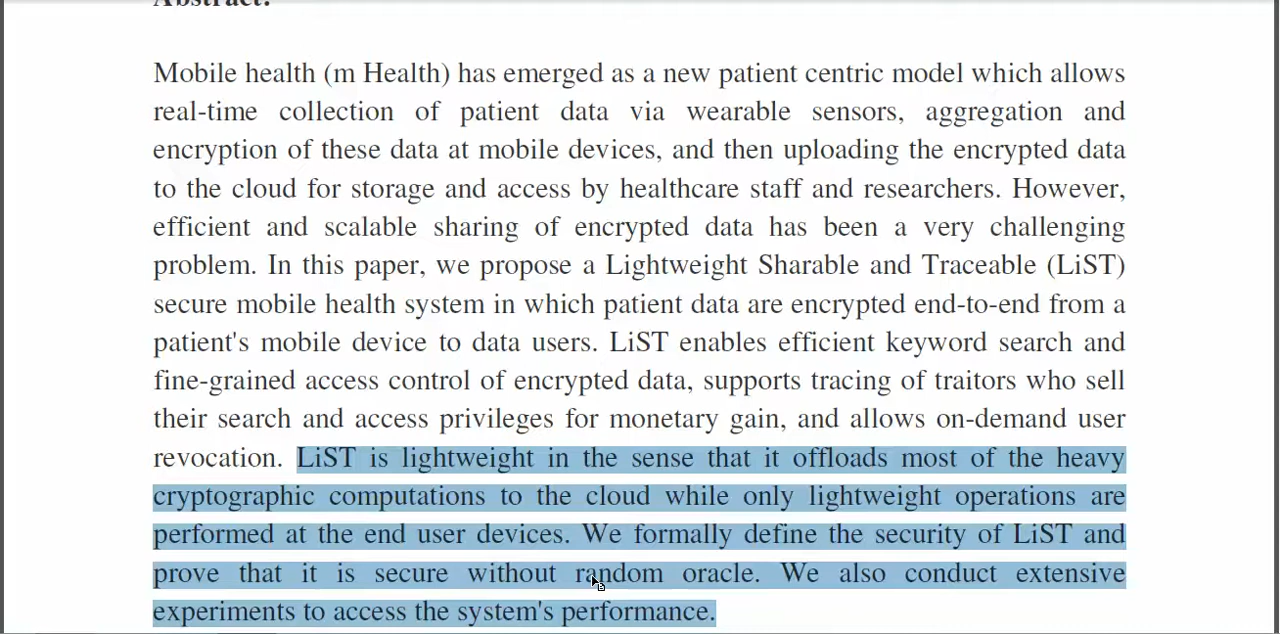 Abstract:
Mobile health (m Health) has emerged as a new patient centric model which allows
real-time collection of patient data via wearable sensors, aggregation and
encryption of these data at mobile devices, and then uploading the encrypted data
to the cloud for storage and access by healthcare staff and researchers. However,
efficient and scalable sharing of encrypted data has been a very challenging
problem. In this paper, we propose a Lightweight Sharable and Traceable (LiST)
secure mobile health system in which patient data are encrypted end-to-end from a
patient's mobile device to data users. LiST enables efficient keyword search and
fine-grained access control of encrypted data, supports tracing of traitors who sell
their search and access privileges for monetary gain, and allows on-demand user
revocation. LiST is lightweight in the sense that it offloads most of the heavy
cryptographic computations to the cloud while only lightweight operations are
performed at the end user devices. We formally define the security of LiST and
prove that it is secure without random oracle. We also conduct extensive
experiments to access the system's performance.